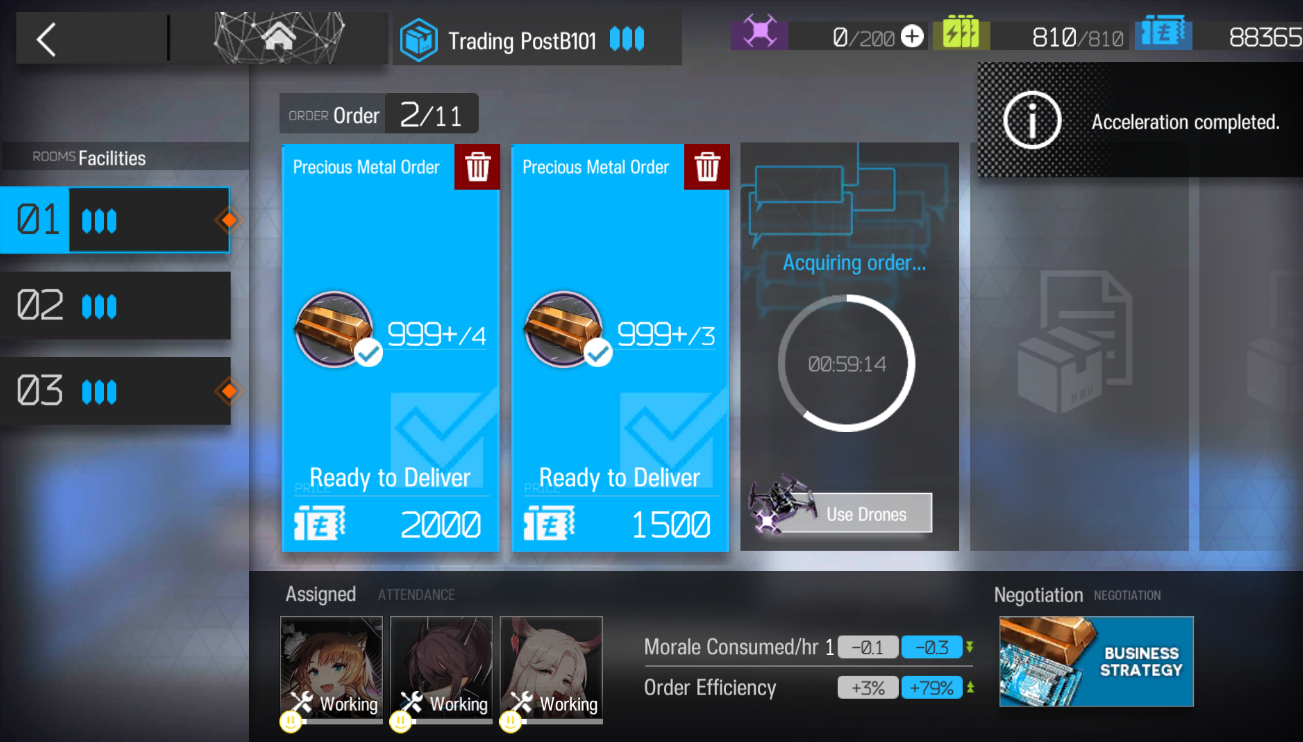 Trading PostB101
0/200
810/810
88365
Acceleration completed.
ORDER Order 2/11
ROOMS Facilities
01
02
03
Precious Metal Order
999+/4
Ready to Deliver
PRICE
2000
Precious Metal Order
999+/3
Ready to Deliver
PRICE
1500
Acquiring order...
00:59:14
Use Drones
Assigned ATTENDANCE
Working
Working
Working
Morale Consumed/hr 1 -0.1 -0.3
Order Efficiency +3% +79%
Negotiation NEGOTIATION
BUSINESS
STRATEGY